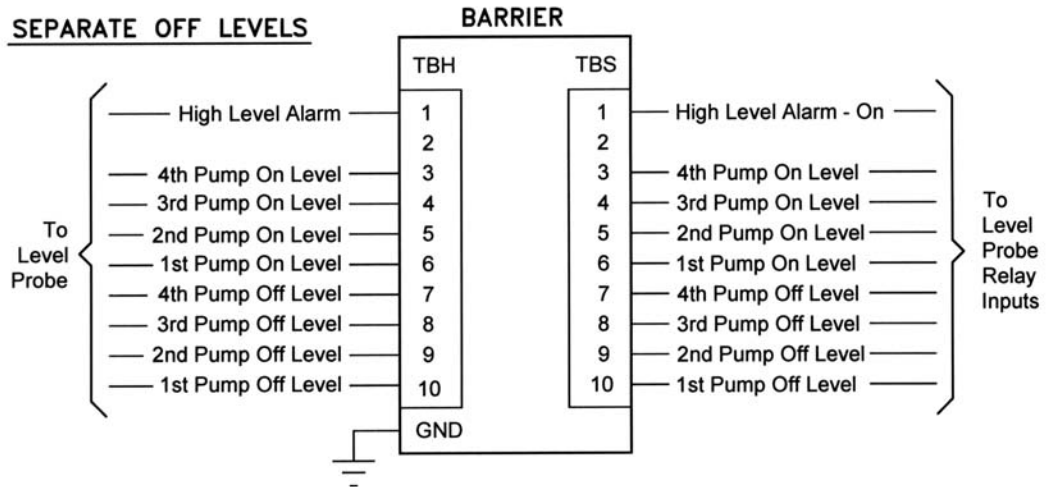 SEPARATE OFF LEVELS
BARRIER
TBH
TBS
High Level Alarm
1
1
High Level Alarm - On
2
2
4th Pump On Level
3
3
4th Pump On Level
3rd Pump On Level
4
4
3rd Pump On Level
2nd Pump On Level
5
5
2nd Pump On Level
1st Pump On Level
6
6
1st Pump On Level
4th Pump Off Level
7
7
4th Pump Off Level
3rd Pump Off Level
8
8
3rd Pump Off Level
2nd Pump Off Level
9
9
2nd Pump Off Level
1st Pump Off Level
10
10
1st Pump Off Level
To
Level
Probe
To
Level
Probe
Relay
Inputs
GND